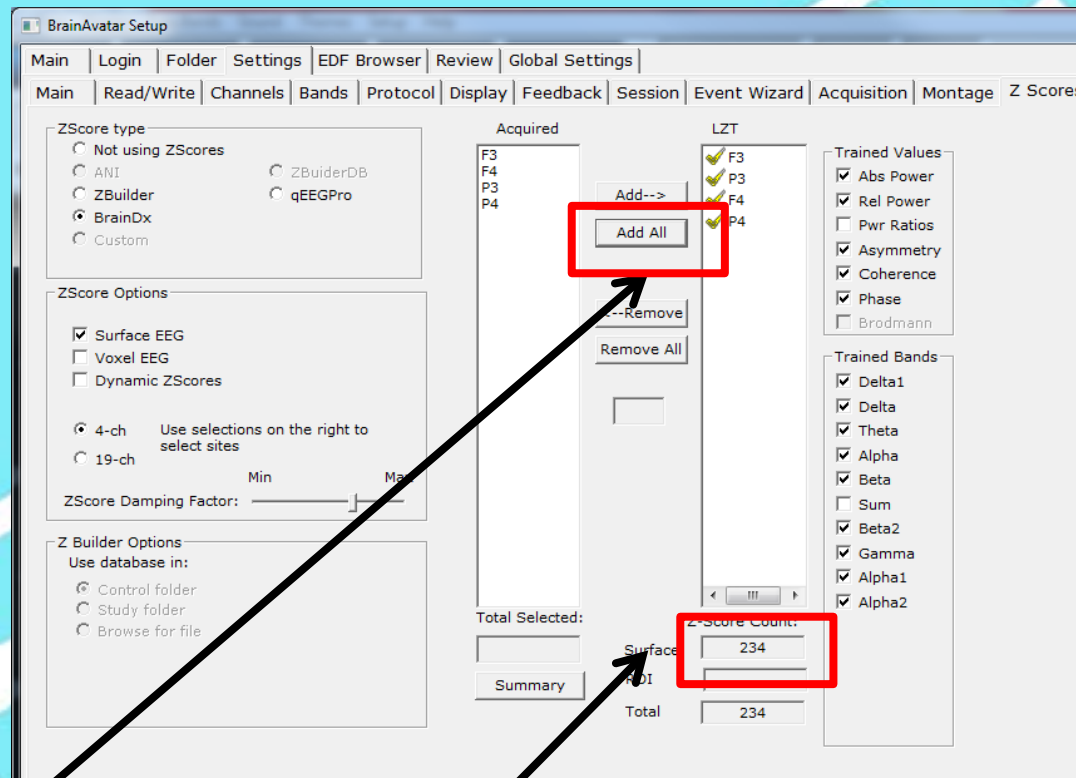 BrainAvatar Setup
Main Login Folder Settings EDF Browser Review Global Settings
Main Read/Write Channels Bands Protocol Display Feedback Session Event Wizard Acquisition Montage Z Scores
ZScore type
Not using ZScores
ANI ZBuiderDB
ZBuilder qEEGPro
BrainDx
Custom
ZScore Options
Surface EEG
Voxel EEG
Dynamic ZScores
4-ch Use selections on the right to
select sites
19-ch
Min Max
ZScore Damping Factor:
Z Builder Options
Use database in:
Control folder
Study folder
Browse for file
Acquired
F3
F4
P3
P4
Total Selected:
Summary
Add-->
Add All
<--Remove
Remove All
LZT
F3
P3
F4
P4
Z-Score Count:
Surface 234
ROI
Total 234
Trained Values
Abs Power
Rel Power
Pwr Ratios
Asymmetry
Coherence
Phase
Brodmann
Trained Bands
Delta1
Delta
Theta
Alpha
Beta
Sum
Beta2
Gamma
Alpha1
Alpha2